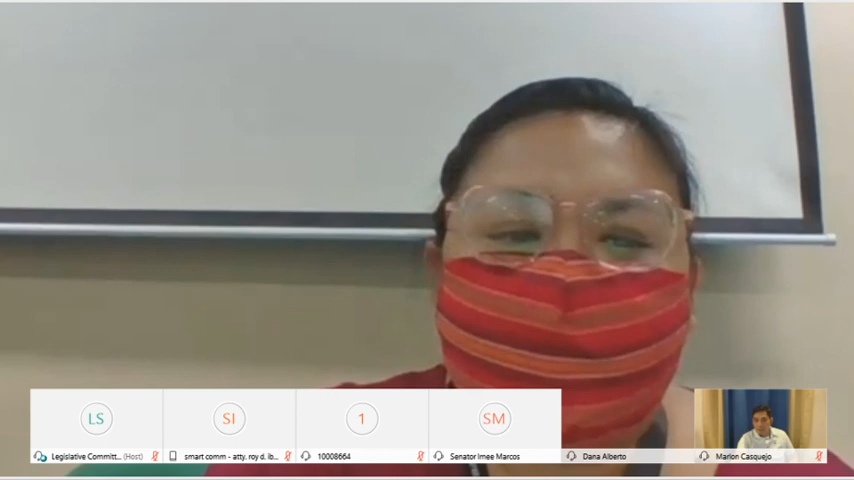 LS
SI
1
SM
Legislative Committ... (Host)
smart comm - atty. roy d. ib...
10008664
Senator Imee Marcos
Dana Alberto
Marlon Casquejo